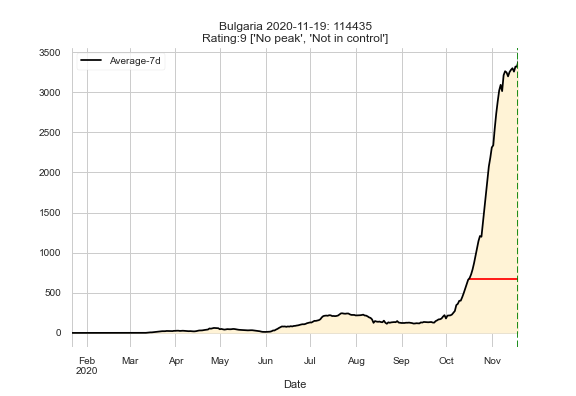 Bulgaria 2020-11-19: 114435
Rating:9 ['No peak', 'Not in control']
Average-7d
3500
3000
2500
2000
1500
1000
500
0
Feb Mar Apr May Jun Jul Aug Sep Oct Nov
2020
Date